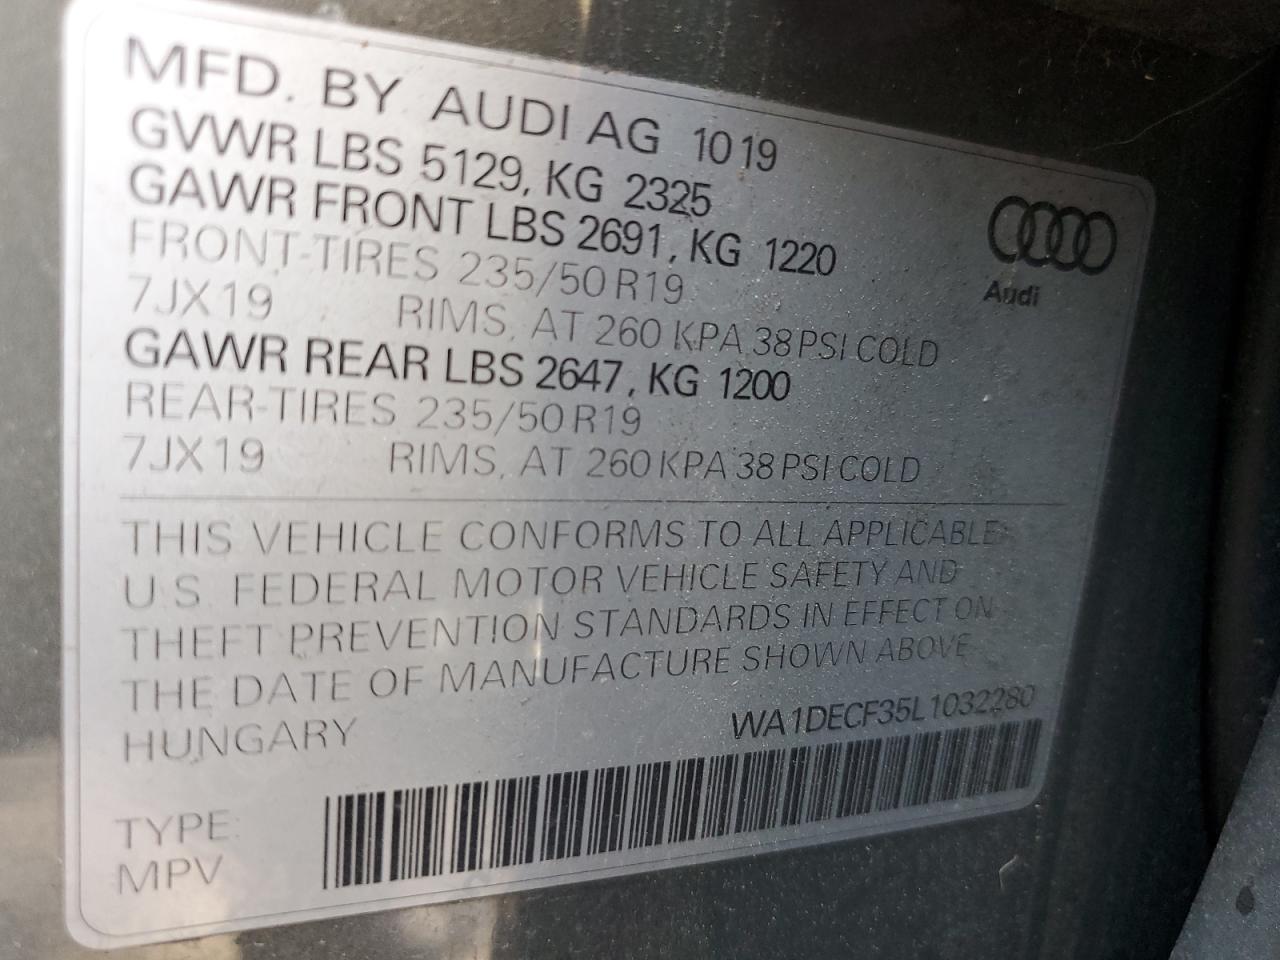 MFD. BY AUDI AG 1019
GVWR LBS 5129, KG 2325
GAWR FRONT LBS 2691, KG 1220
FRONT-TIRES 235/50 R19
7JX19 RIMS, AT 260 KPA 38 PSI COLD
GAWR REAR LBS 2647, KG 1200
REAR-TIRES 235/50 R19
7JX19 RIMS, AT 260 KPA 38 PSI COLD
Audi
THIS VEHICLE CONFORMS TO ALL APPLICABLE
U.S. FEDERAL MOTOR VEHICLE SAFETY AND
THEFT PREVENTION STANDARDS IN EFFECT ON
THE DATE OF MANUFACTURE SHOWN ABOVE
HUNGARY WA1DECF35L1032280
TYPE:
MPV